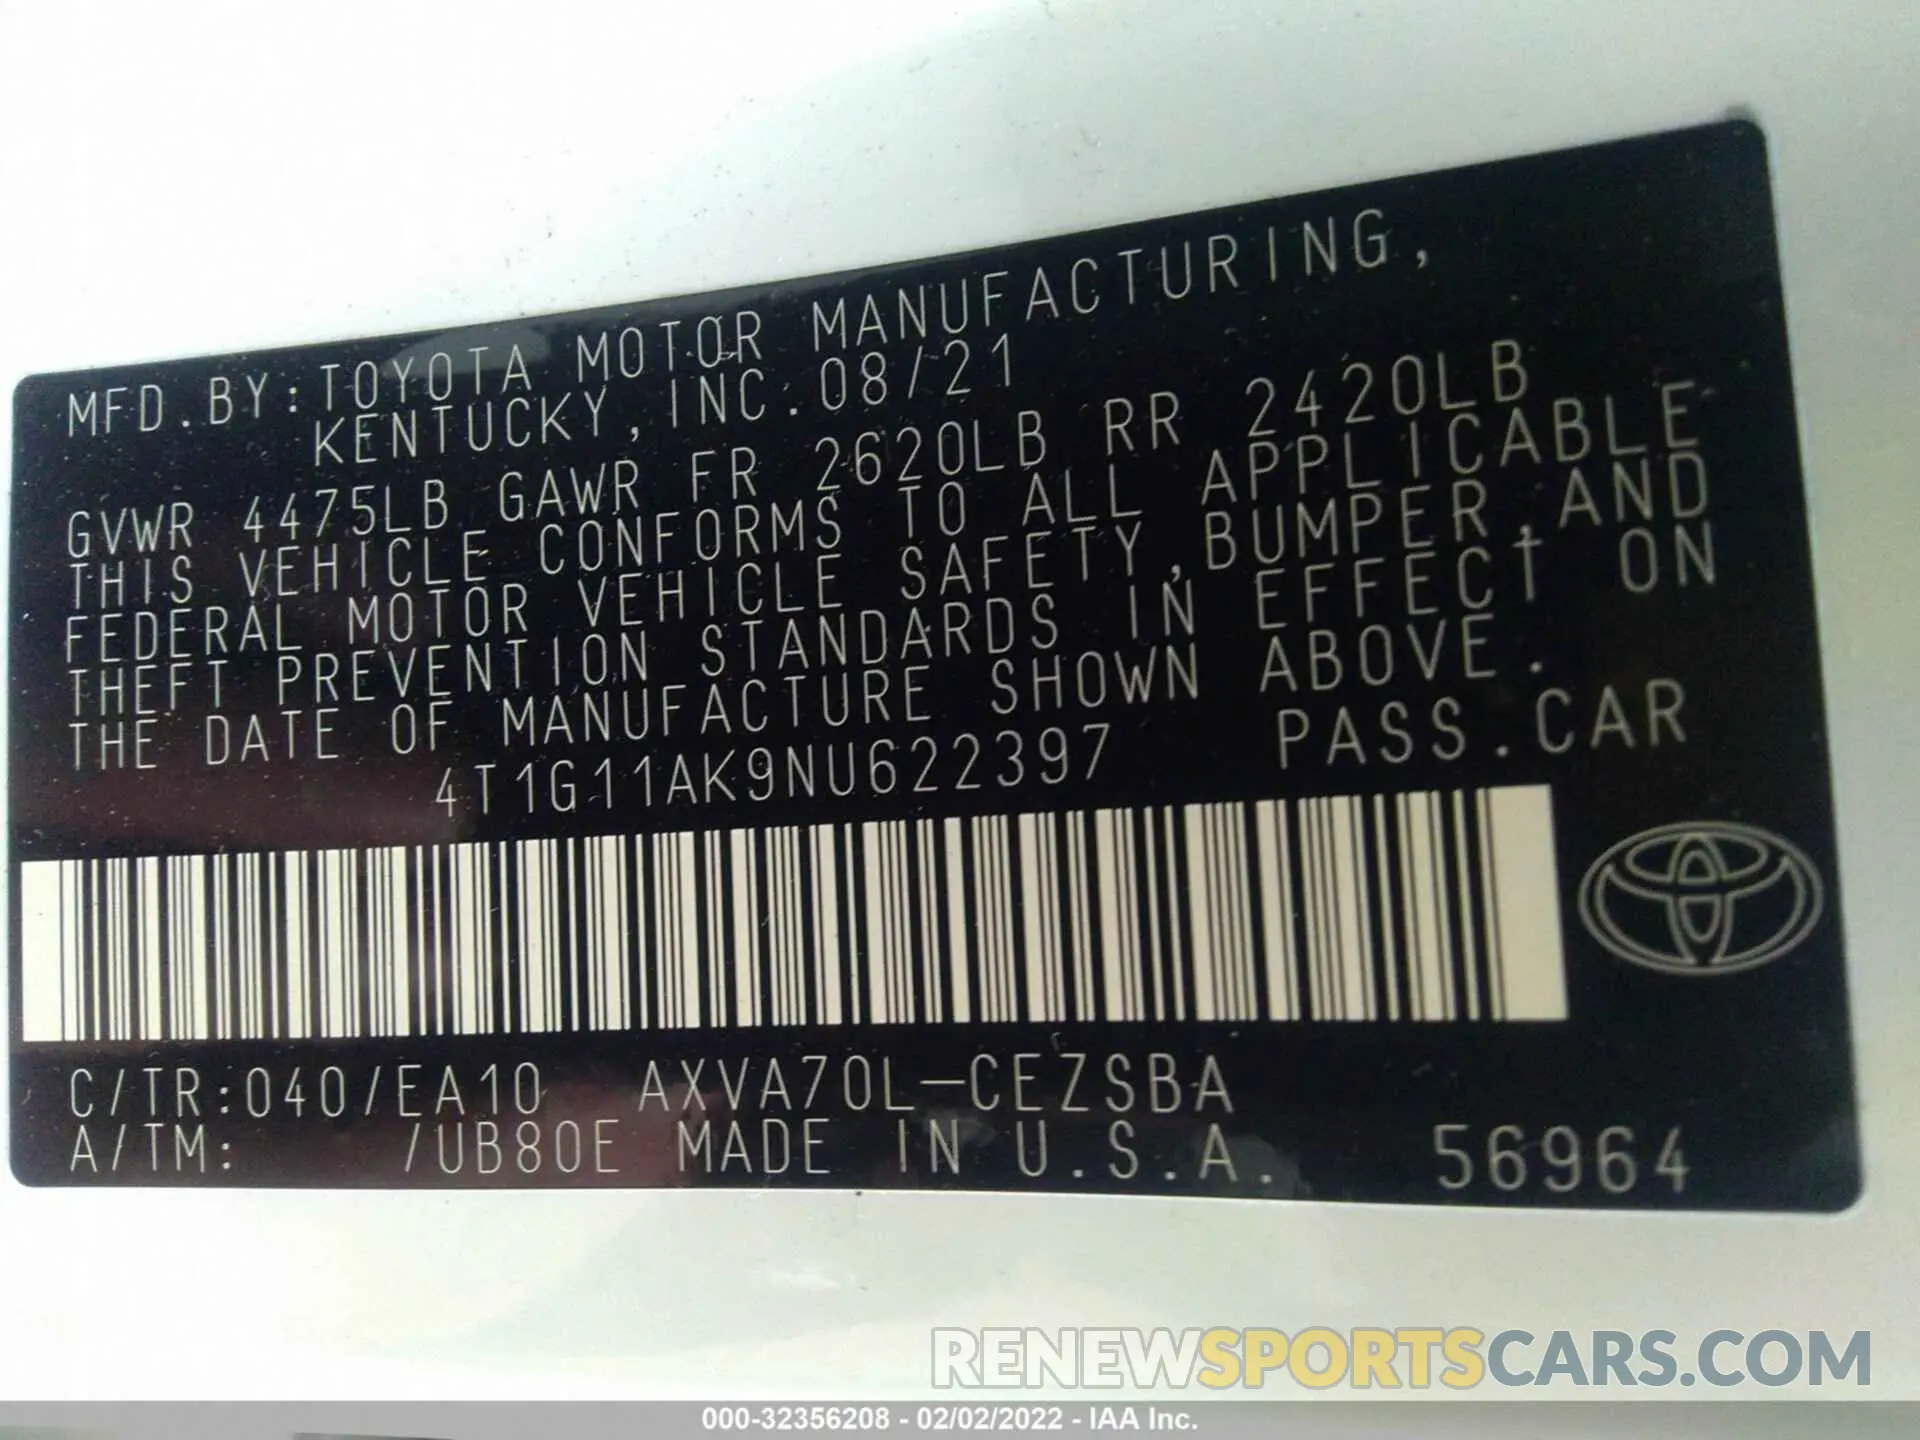 MFD.BY:TOYOTA MOTOR MANUFACTURING,
KENTUCKY,INC.08/21
GVWR 4475LB GAWR FR 2620LB RR 2420LB
THIS VEHICLE CONFORMS TO ALL APPLICABLE
FEDERAL MOTOR VEHICLE SAFETY,BUMPER,AND
THEFT PREVENTION STANDARDS IN EFFECT ON
THE DATE OF MANUFACTURE SHOWN ABOVE.
4T1G11AK9NU622397 PASS.CAR
C/TR:040/EA10 AXVA70L-CEZSBA
A/TM: /UB80E MADE IN U.S.A. 56964
RENEWSPORTSCARS.COM
000-32356208 - 02/02/2022 - IAA Inc.